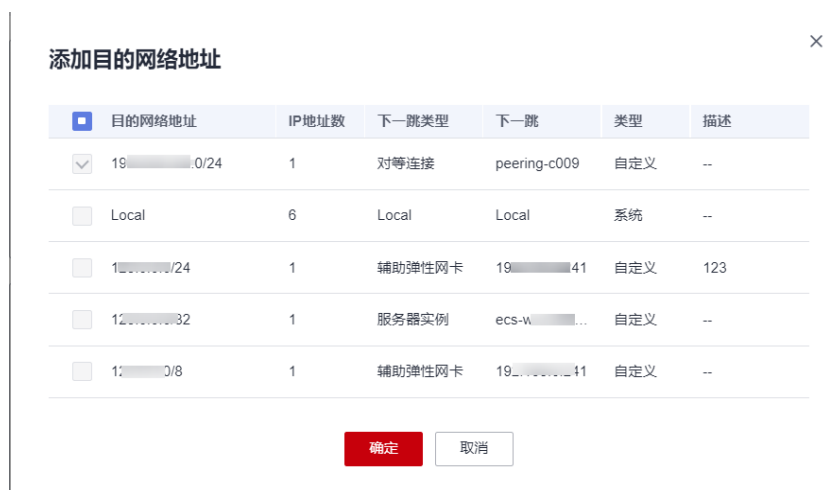 添加目的网络地址
目的网络地址 IP地址数 下一跳类型 下一跳 类型 描述
19 .0/24 1 对等连接 peering-c009 自定义 --
Local 6 Local Local 系统 --
/24 1 辅助弹性网卡 19 41 自定义 123
12 32 1 服务器实例 ecs-w ... 自定义 --
0/8 1 辅助弹性网卡 19 41 自定义 --
确定 取消